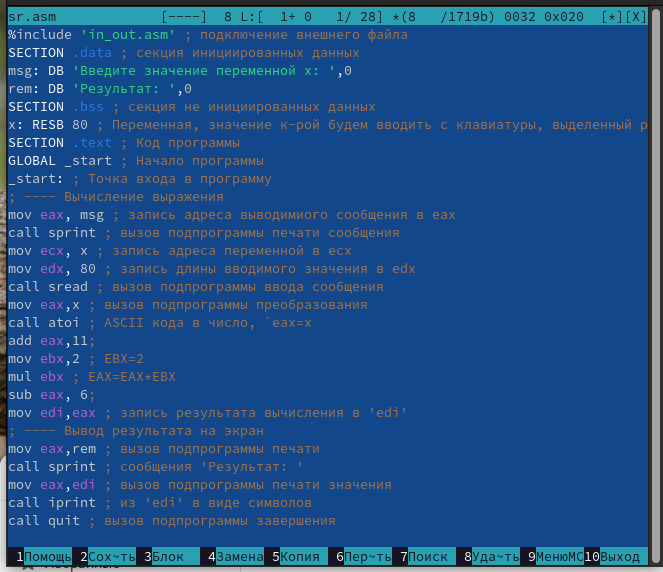 sr.asm [----] 8 L:[ 1+ 0 1/ 28] *(8 /1719b) 0032 0x020 [*][X]
%include 'in_out.asm' ; подключение внешнего файла
SECTION .data ; секция инициированных данных
msg: DB 'Введите значение переменной x: ',0
rem: DB 'Результат: ',0
SECTION .bss ; секция не инициированных данных
x: RESB 80 ; Переменная, значение к-рой будем вводить с клавиатуры, выделенный р
SECTION .text ; Код программы
GLOBAL _start ; Начало программы
_start: ; Точка входа в программу
; ---- Вычисление выражения
mov eax, msg ; запись адреса выводимиого сообщения в eax
call sprint ; вызов подпрограммы печати сообщения
mov ecx, x ; запись адреса переменной в ecx
mov edx, 80 ; запись длины вводимого значения в edx
call sread ; вызов подпрограммы ввода сообщения
mov eax,x ; вызов подпрограммы преобразования
call atoi ; ASCII кода в число, `eax=x
add eax,11;
mov ebx,2 ; EBX=2
mul ebx ; EAX=EAX*EBX
sub eax, 6;
mov edi,eax ; запись результата вычисления в 'edi'
; ---- Вывод результата на экран
mov eax,rem ; вызов подпрограммы печати
call sprint ; сообщения 'Результат: '
mov eax,edi ; вызов подпрограммы печати значения
call iprint ; из 'edi' в виде символов
call quit ; вызов подпрограммы завершения
1Помощь 2Сох~ть 3Блок 4Замена 5Копия 6Пер~ть 7Поиск 8Уда~ть 9МенюMC 10Выход